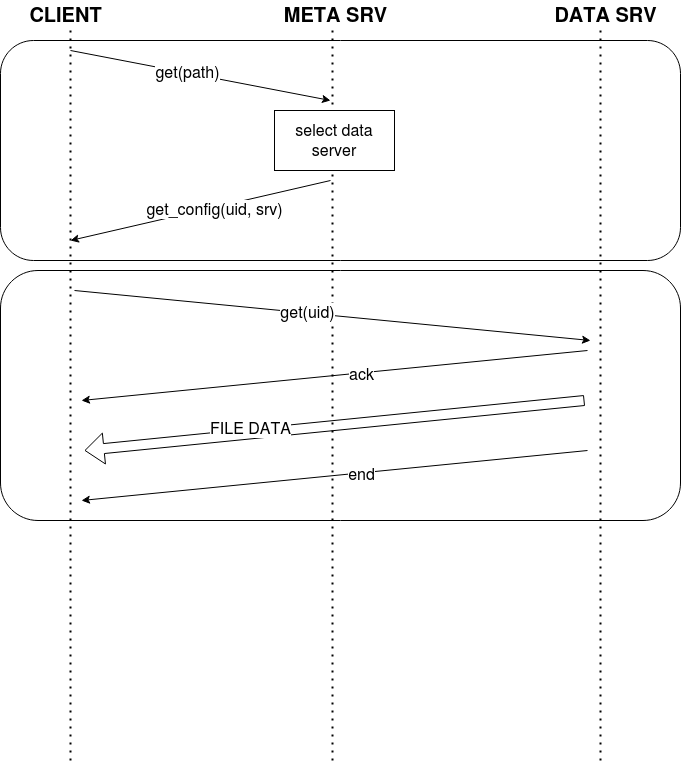 CLIENT
META SRV
DATA SRV
get(path)
select data
server
get_config(uid, srv)
get(uid)
ack
FILE DATA
end